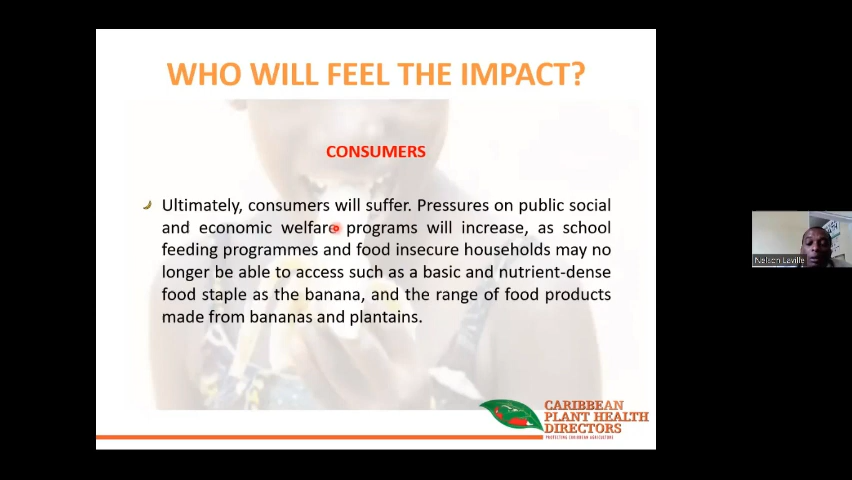 WHO WILL FEEL THE IMPACT?
CONSUMERS
Ultimately, consumers will suffer. Pressures on public social
and economic welfare programs will increase, as school
feeding programmes and food insecure households may no
longer be able to access such as a basic and nutrient-dense
food staple as the banana, and the range of food products
made from bananas and plantains.
Nelson Laville
CARIBBEAN
PLANT HEALTH
DIRECTORS
PROTECTING CARIBBEAN AGRICULTURE